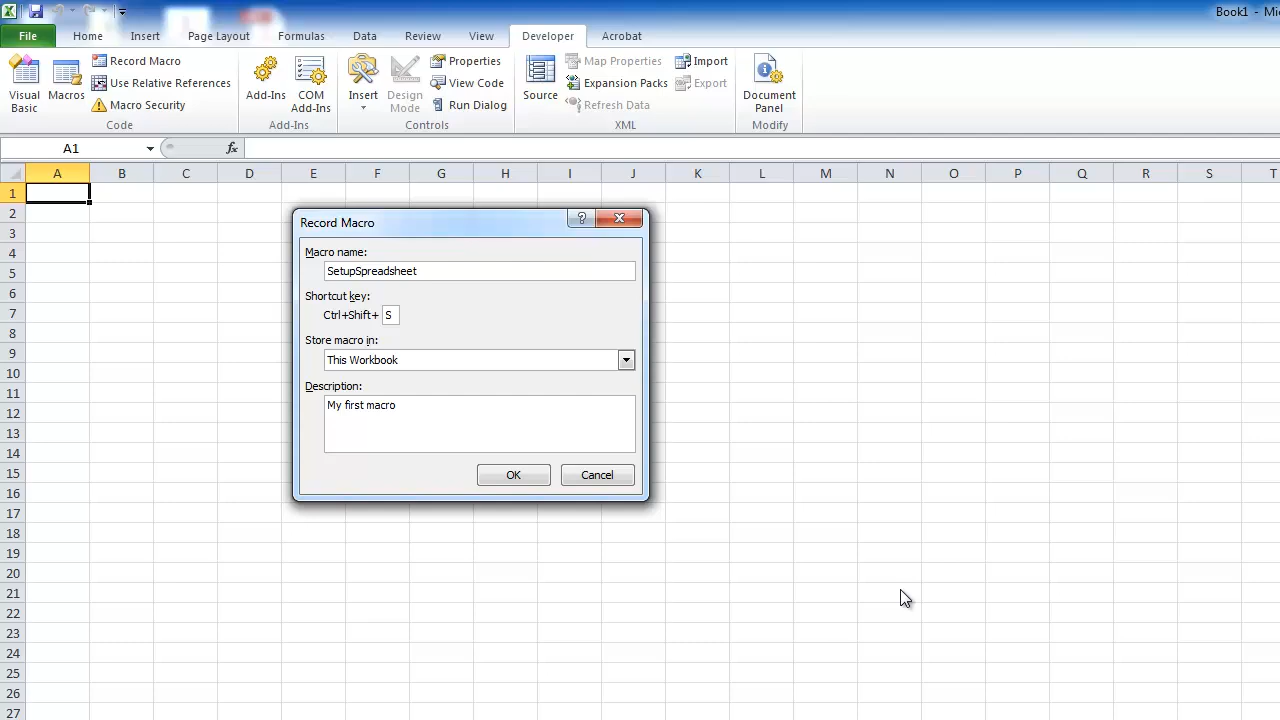 Book1 - Mi
File Home Insert Page Layout Formulas Data Review View Developer Acrobat
Visual Basic
Macros
Record Macro
Use Relative References
Macro Security
Code
Add-Ins
COM Add-Ins
Add-Ins
Insert
Design Mode
Properties
View Code
Run Dialog
Controls
Source
Map Properties
Expansion Packs
Refresh Data
Import
Export
XML
Document Panel
Modify
A1 fx
A B C D E F G H I J K L M N O P Q R S T
1
2
3
4
5
6
7
8
9
10
11
12
13
14
15
16
17
18
19
20
21
22
23
24
25
26
27
Record Macro
?
Macro name:
SetupSpreadsheet
Shortcut key:
Ctrl+Shift+ S
Store macro in:
This Workbook
Description:
My first macro
OK Cancel